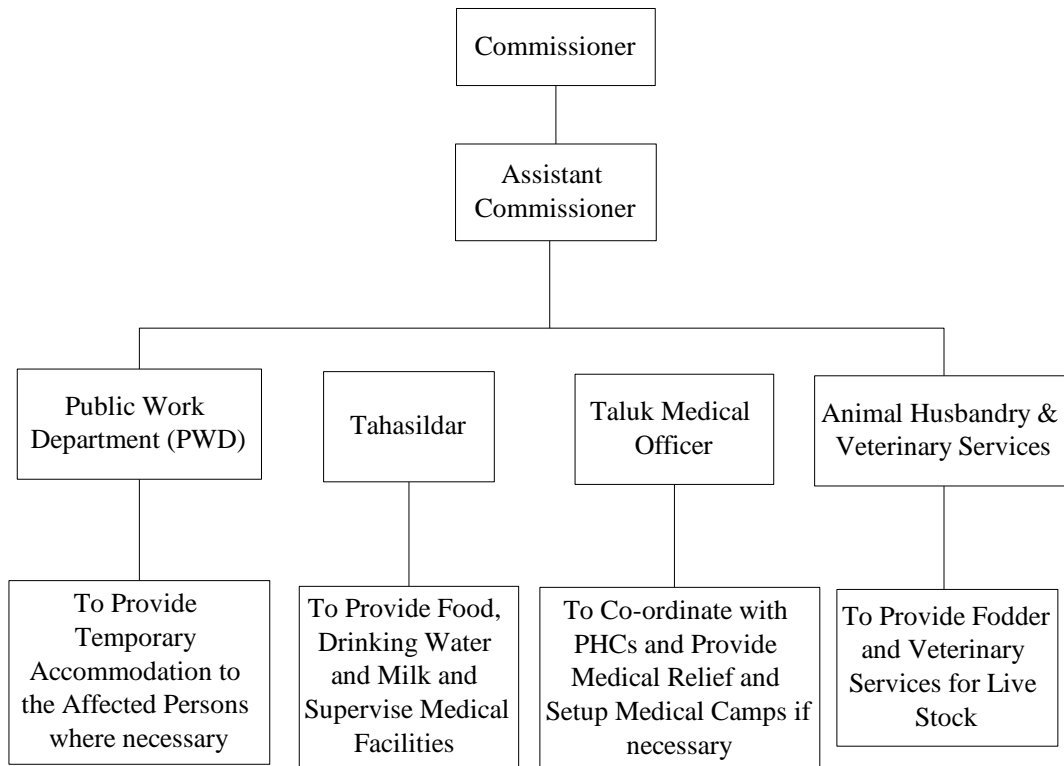 Commissioner
Assistant
Commissioner
Public Work
Department (PWD)
Tahasildar
Taluk Medical
Officer
Animal Husbandry &
Veterinary Services
To Provide
Temporary
Accommodation to
the Affected Persons
where necessary
To Provide Food,
Drinking Water
and Milk and
Supervise Medical
Facilities
To Co-ordinate with
PHCs and Provide
Medical Relief and
Setup Medical Camps if
necessary
To Provide Fodder
and Veterinary
Services for Live
Stock